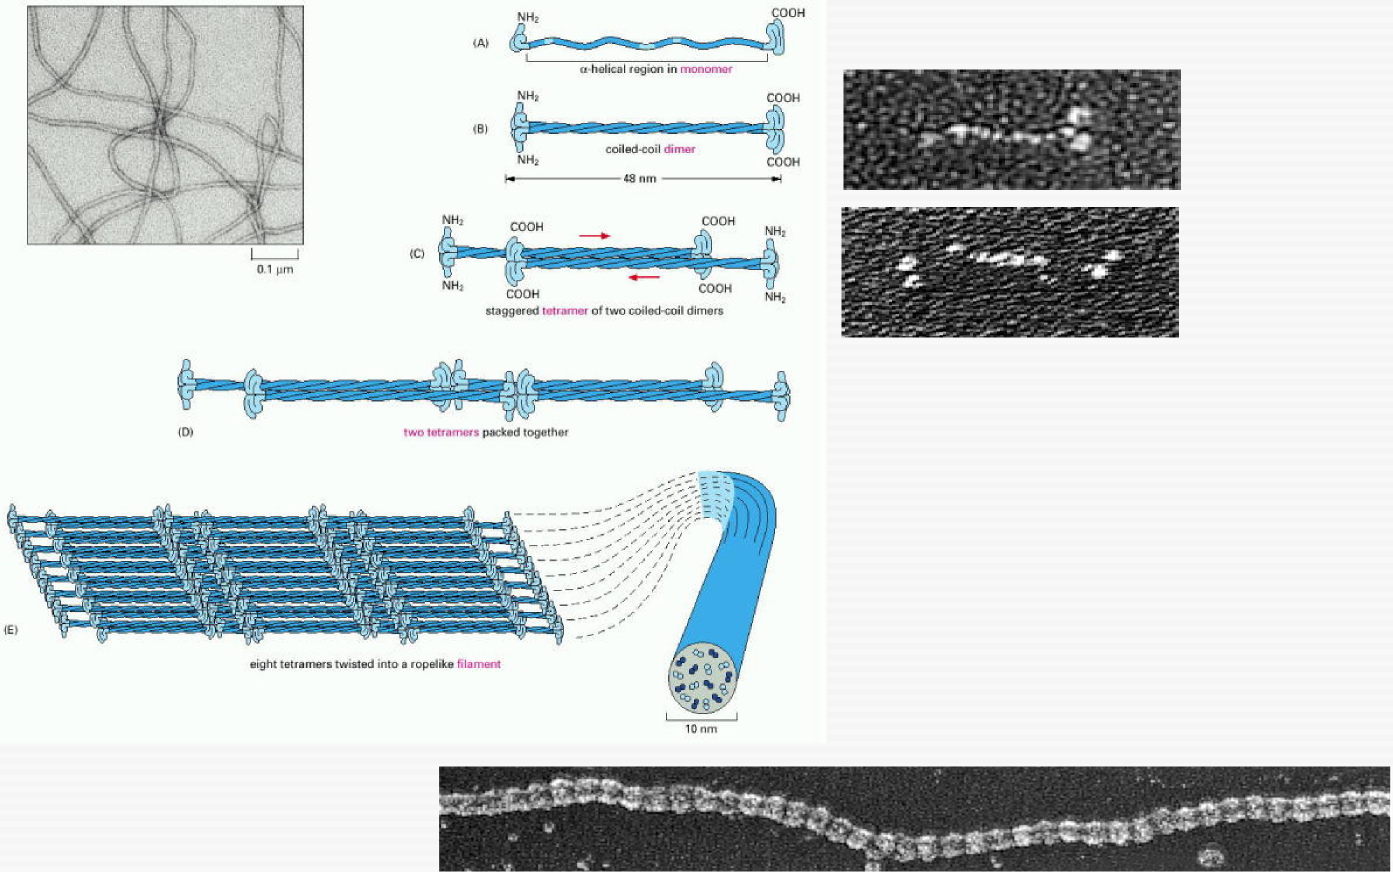 NH₂
COOH
(A)
α-helical region in monomer
NH₂
COOH
(B)
coiled-coil dimer
NH₂
COOH
48 nm
0.1 μm
NH₂
COOH
COOH
NH₂
(C)
NH₂
COOH
COOH
NH₂
staggered tetramer of two coiled-coil dimers
(D)
two tetramers packed together
(E)
eight tetramers twisted into a ropelike filament
10 nm